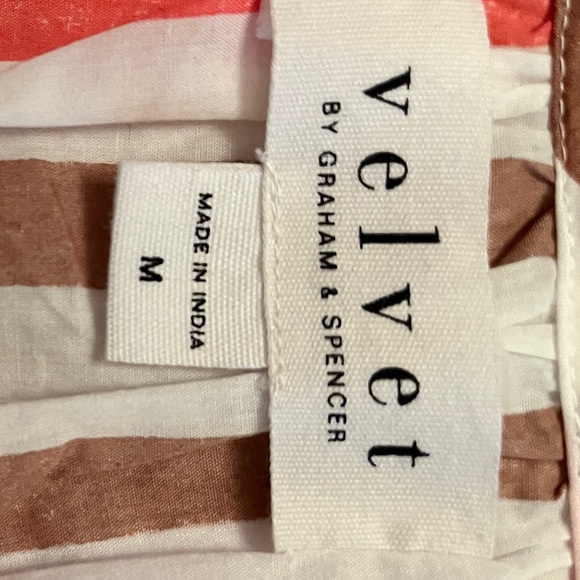 velvet
BY GRAHAM & SPENCER
MADE IN INDIA
M